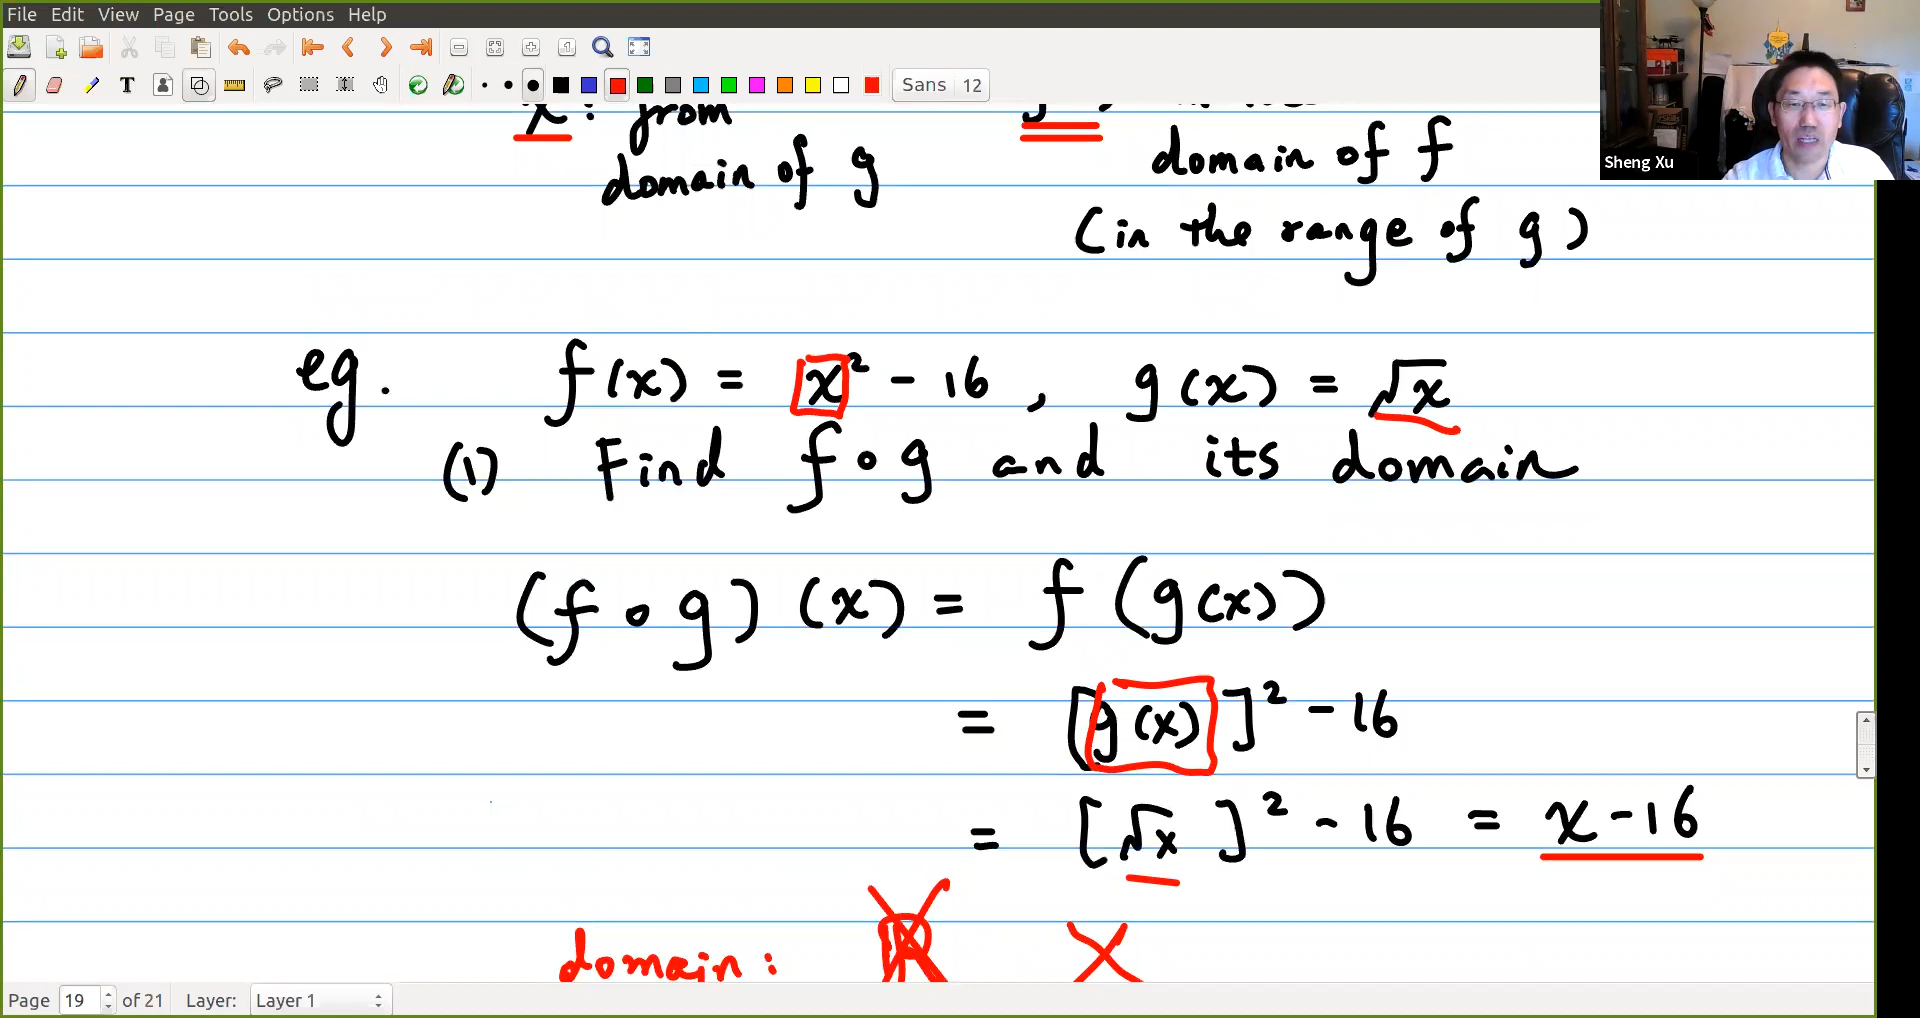 File Edit View Page Tools Options Help
Sans 12
Sheng Xu
x : from
domain of g
domain of f
(in the range of g)
eg. f(x) = x² - 16 , g(x) = √x
(1) Find f∘g and its domain
(f∘g)(x) = f(g(x))
= [g(x)]² - 16
= [√x]² - 16 = x - 16
domain:
Page 19 of 21 Layer: Layer 1